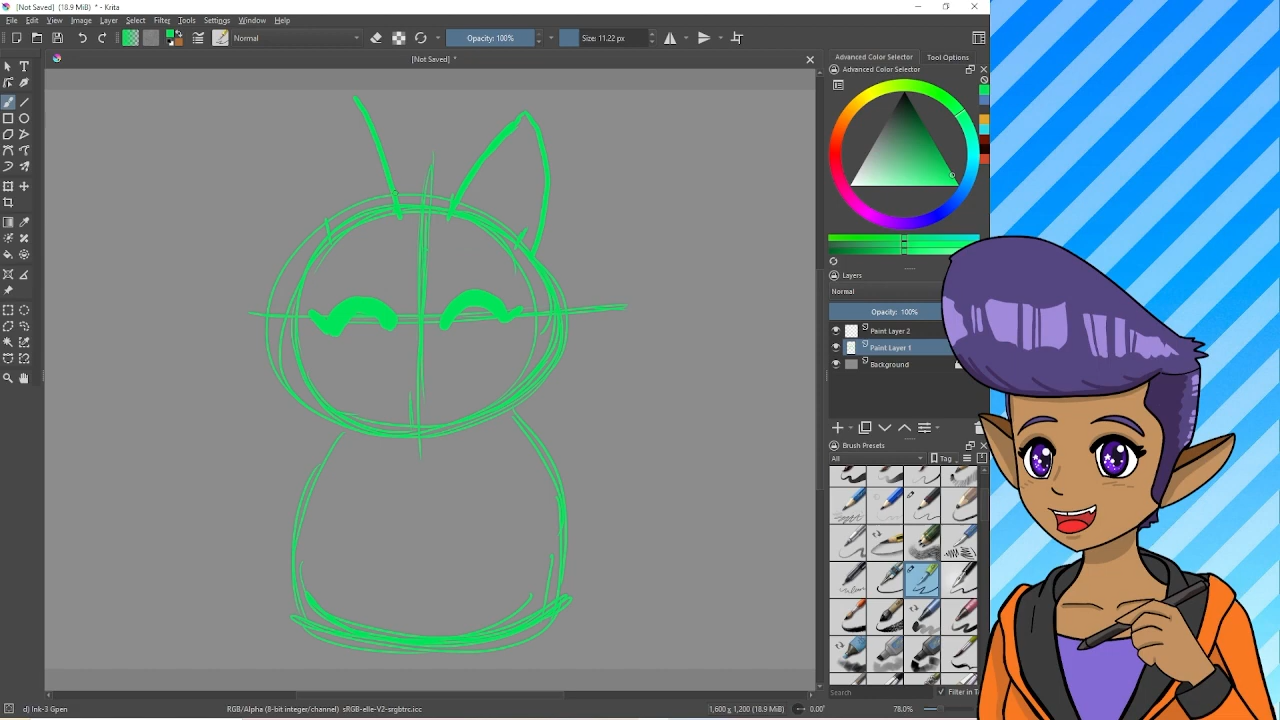 [Not Saved] (18.9 MiB) * - Krita
File Edit View Image Layer Select Filter Tools Settings Window Help
Normal Opacity: 100% Size: 11.22 px
[Not Saved] *
Advanced Color Selector Tool Options
Advanced Color Selector
Layers
Normal
Opacity: 100%
Paint Layer 2
Paint Layer 1
Background
Brush Presets
All Tag
Search Filter in T
d) Ink-3 Gpen RGB/Alpha (8-bit integer/channel) sRGB-elle-V2-srgbtrc.icc 1,600 x 1,200 (18.9 MiB) 0.00° 78.0%